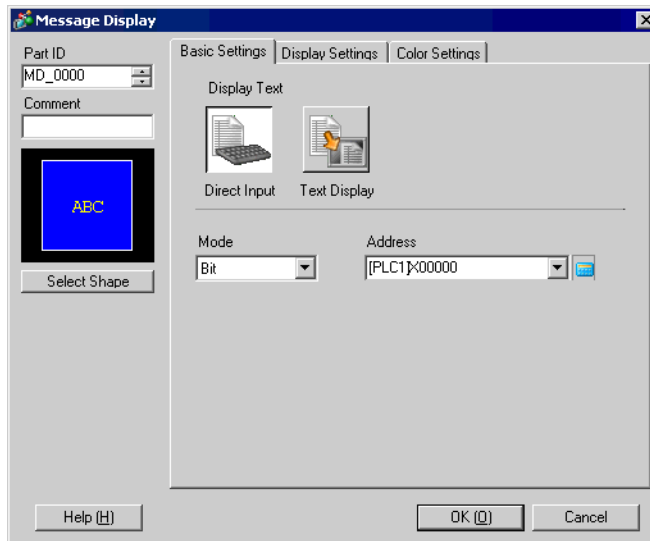 Message Display
Part ID
MD_0000
Comment
ABC
Select Shape
Basic Settings
Display Settings
Color Settings
Display Text
Direct Input
Text Display
Mode
Address
Bit
[PLC1]X00000
Help (H)
OK (O)
Cancel